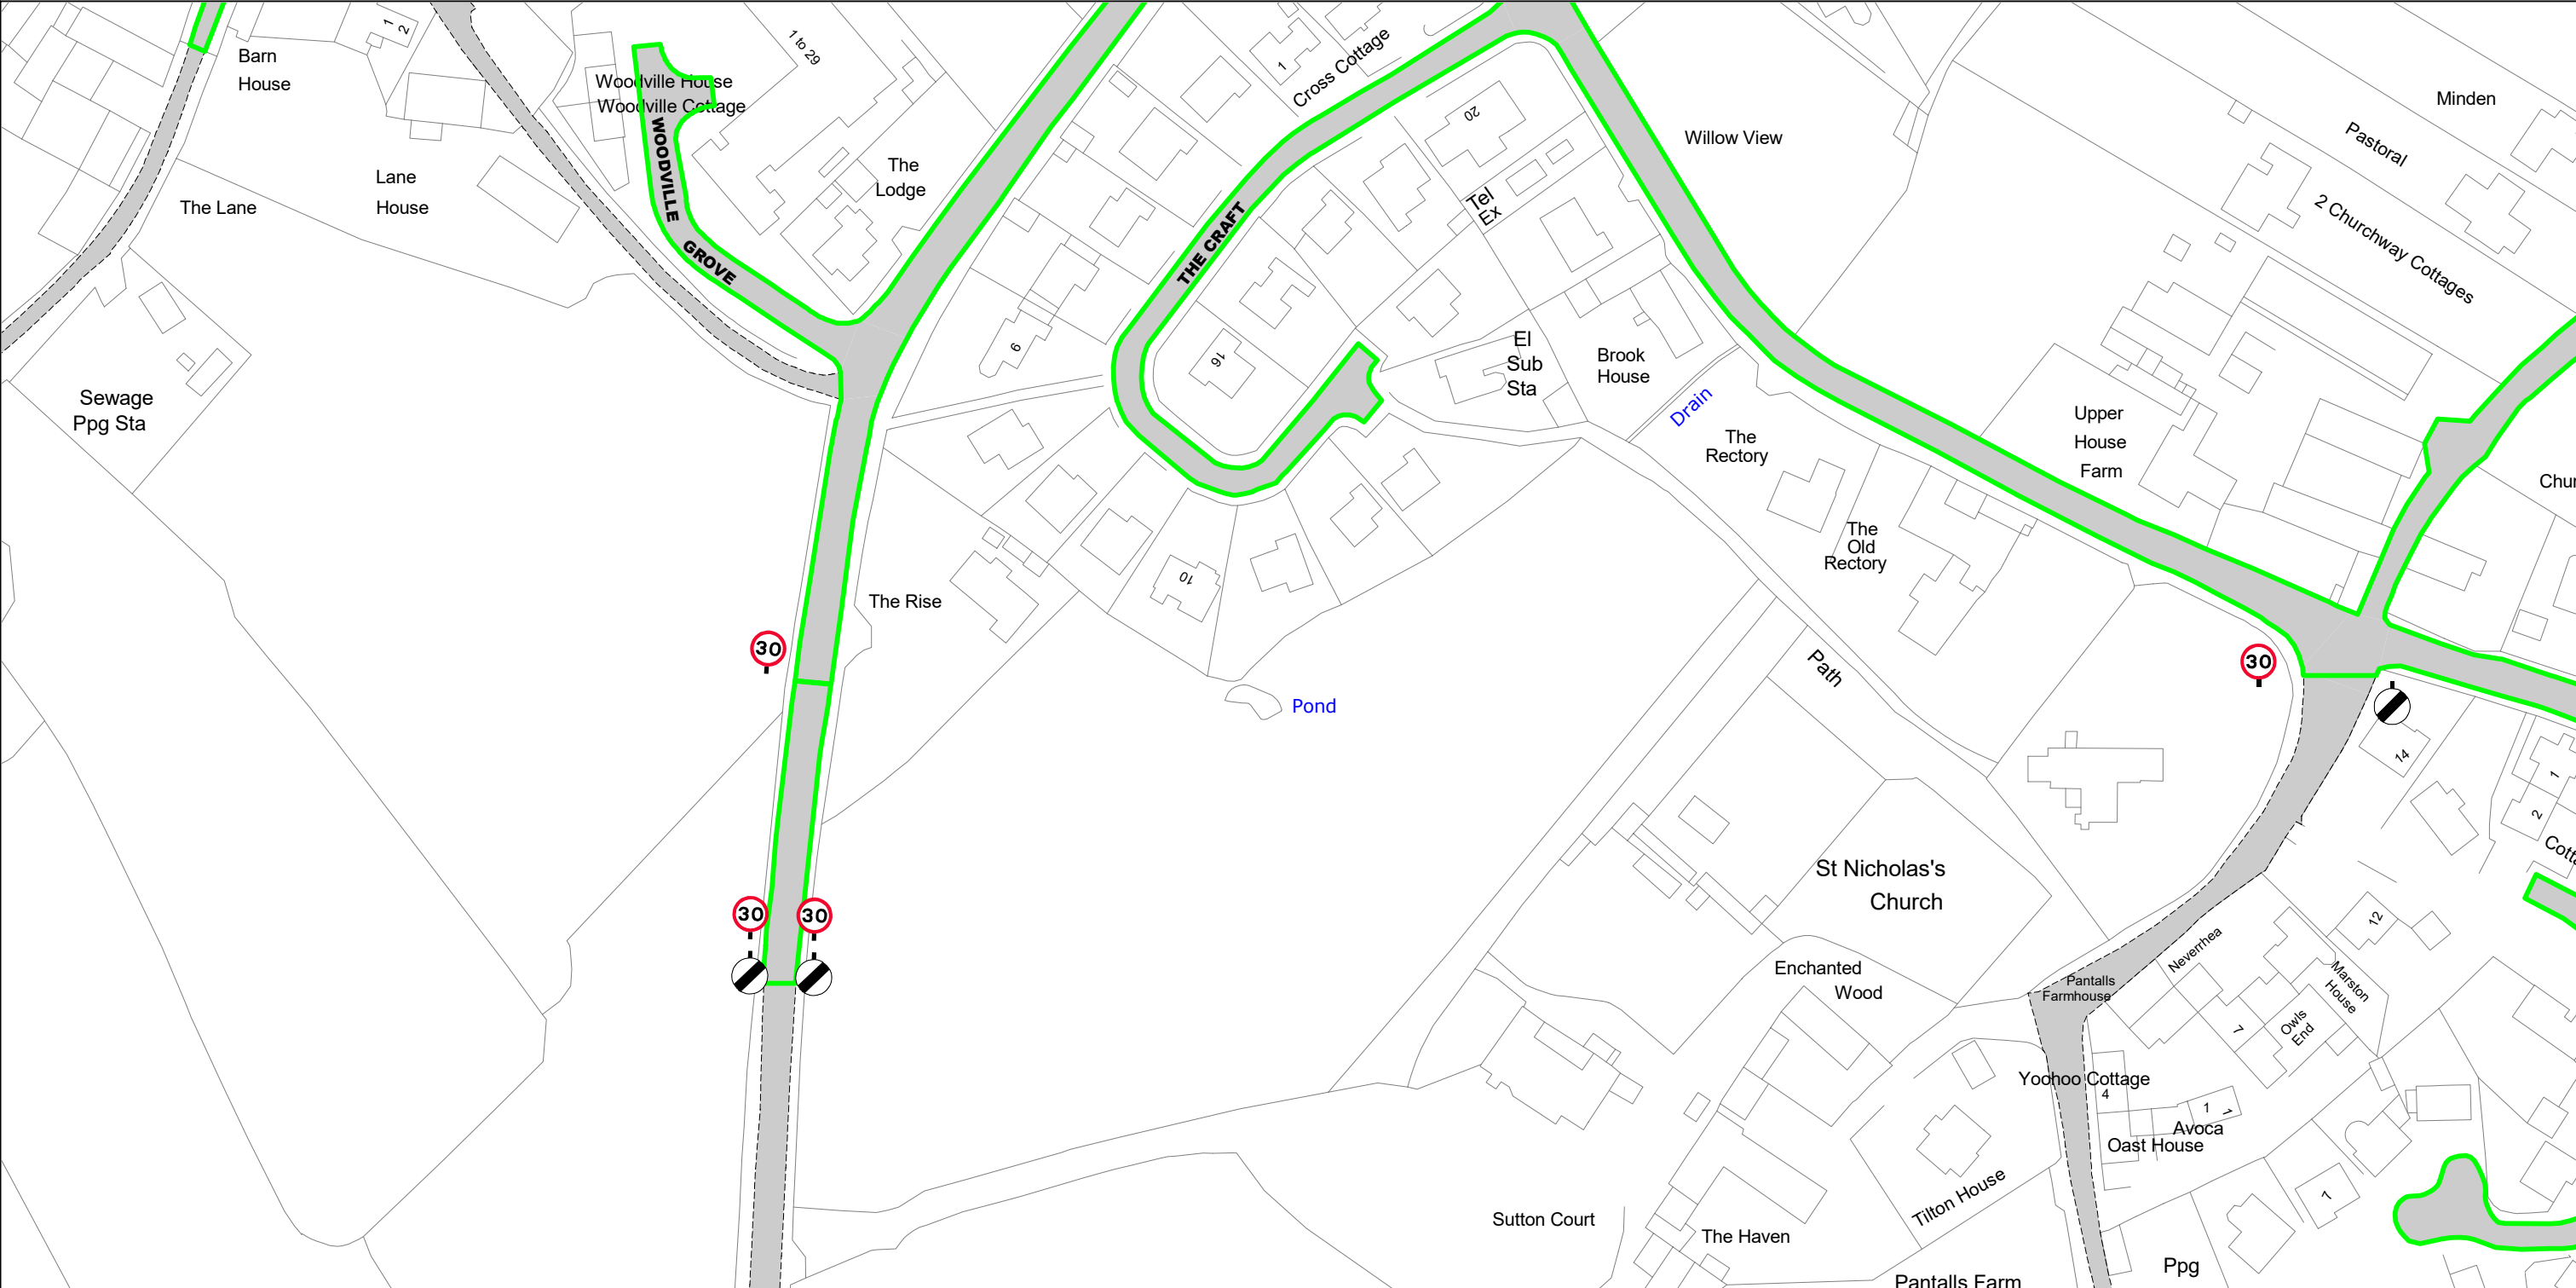 1
2
Barn
House
1 to 29
Woodville House
Woodville Cottage
WOODVILLE
GROVE
Lane
House
The Lane
The
Lodge
1
Cross Cottage
20
Willow View
Minden
Pastoral
2 Churchway Cottages
Tel
Ex
THE CRAFT
9
16
El
Sub
Sta
Brook
House
Drain
The
Rectory
Upper
House
Farm
Sewage
Ppg Sta
The
Old
Rectory
10
The Rise
30
30
Path
Pond
14
1
2
St Nicholas's
Church
30
30
12
Neverrhea
Marston
House
Enchanted
Wood
Pantalls
Farmhouse
7
Owls
End
Yoohoo Cottage
4
1
1
Avoca
Oast House
Tilton House
7
Sutton Court
The Haven
Ppg
Pantalls Farm